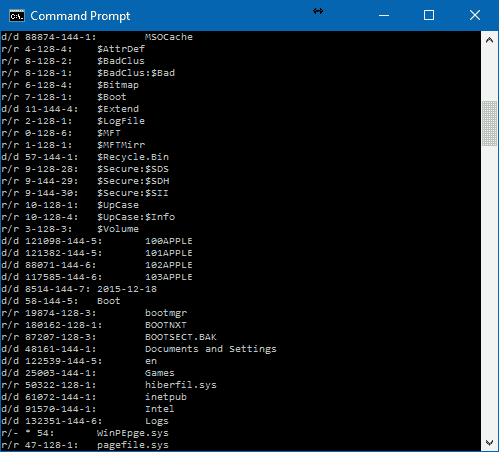 Command Prompt
d/d 88874-144-1: MSOCache
r/r 4-128-4: $AttrDef
r/r 8-128-2: $BadClus
r/r 8-128-1: $BadClus:$Bad
r/r 6-128-4: $Bitmap
r/r 7-128-1: $Boot
d/d 11-144-4: $Extend
r/r 2-128-1: $LogFile
r/r 0-128-6: $MFT
r/r 1-128-1: $MFTMirr
d/d 57-144-1: $Recycle.Bin
r/r 9-128-28: $Secure:$SDS
r/r 9-144-29: $Secure:$SDH
r/r 9-144-30: $Secure:$SII
r/r 10-128-1: $UpCase
r/r 10-128-4: $UpCase:$Info
r/r 3-128-3: $Volume
d/d 121098-144-5: 100APPLE
d/d 121382-144-5: 101APPLE
d/d 88071-144-6: 102APPLE
d/d 117585-144-6: 103APPLE
d/d 8514-144-7: 2015-12-18
d/d 58-144-5: Boot
r/r 19874-128-3: bootmgr
r/r 180162-128-1: BOOTNXT
r/r 87207-128-3: BOOTSECT.BAK
d/d 48161-144-1: Documents and Settings
d/d 122539-144-5: en
d/d 25003-144-1: Games
r/r 50322-128-1: hiberfil.sys
d/d 61072-144-1: inetpub
d/d 91570-144-1: Intel
d/d 132351-144-6: Logs
r/- * 54: WinPEpge.sys
r/r 47-128-1: pagefile.sys